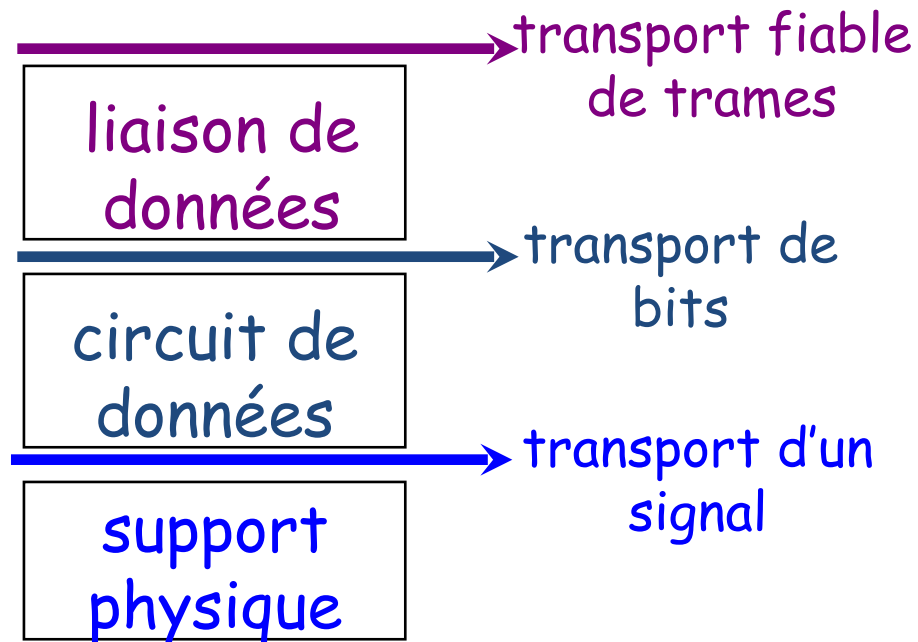 transport fiable
de trames
liaison de
données
transport de
bits
circuit de
données
transport d’un
signal
support
physique